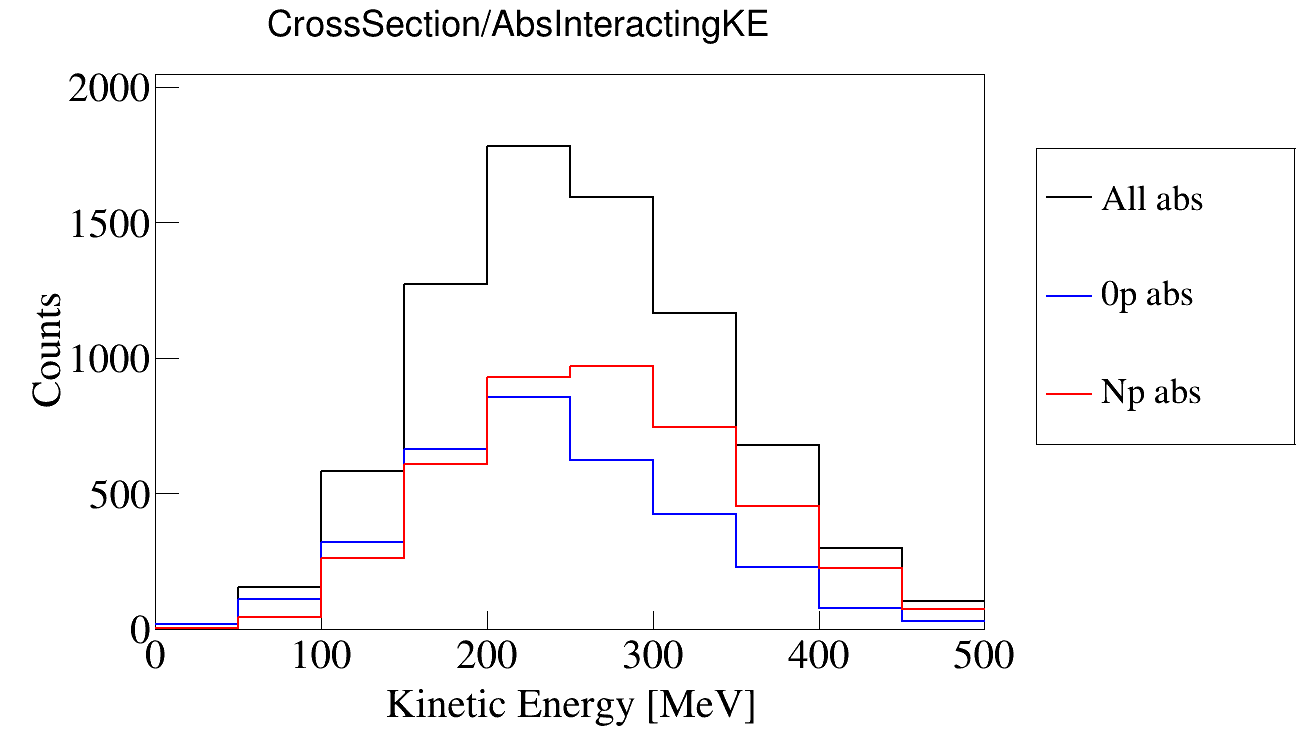 CrossSection/AbsInteractingKE
2000
1500
1000
500
0
Counts
0 100 200 300 400 500
Kinetic Energy [MeV]
All abs
0p abs
Np abs